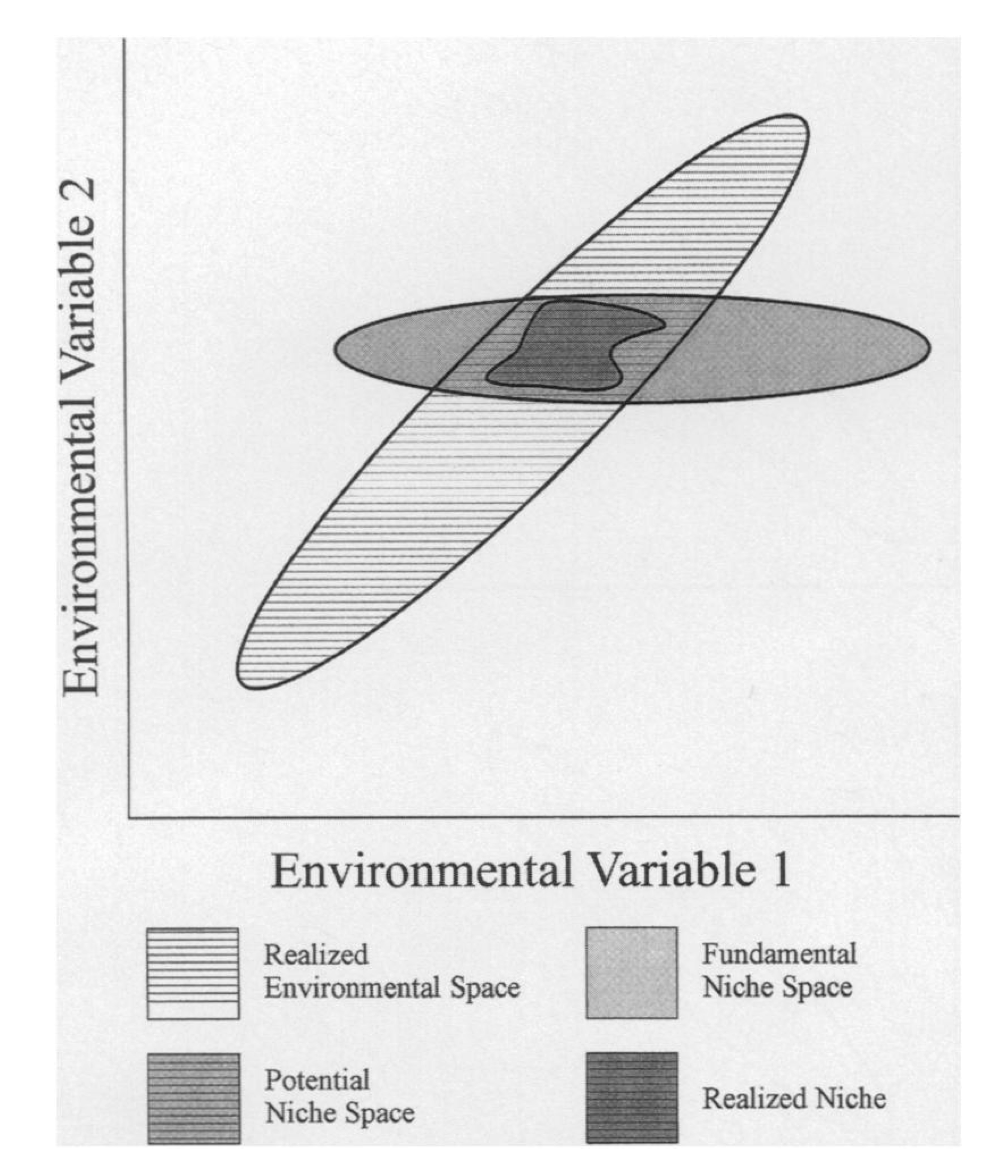 Environmental Variable 2
Environmental Variable 1
Realized
Environmental Space
Fundamental
Niche Space
Potential
Niche Space
Realized Niche